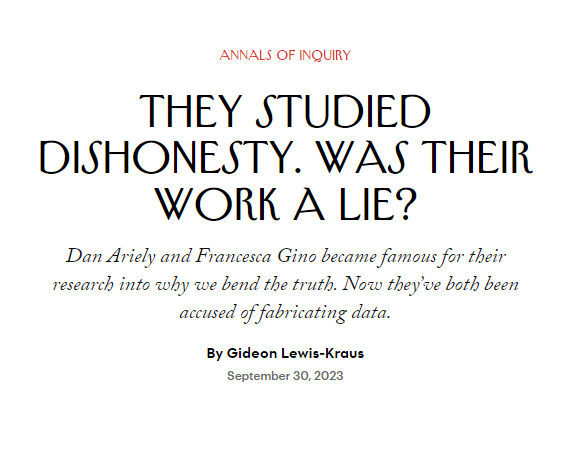 ANNALS OF INQUIRY
THEY STUDIED
DISHONESTY. WAS THEIR
WORK A LIE?
Dan Ariely and Francesca Gino became famous for their
research into why we bend the truth. Now they’ve both been
accused of fabricating data.
By Gideon Lewis-Kraus
September 30, 2023